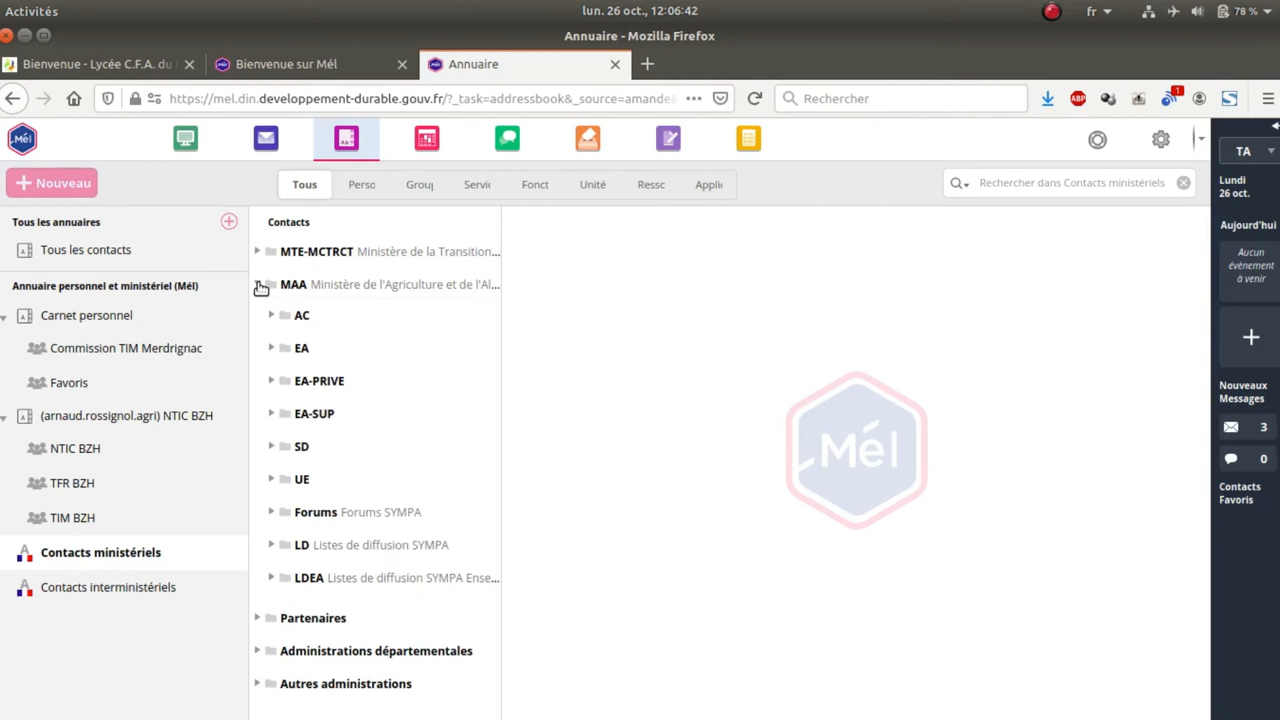 Activités
lun. 26 oct., 12:06:42
fr
78 %
Annuaire - Mozilla Firefox
Bienvenue - Lycée C.F.A. du
Bienvenue sur Mél
Annuaire
https://mel.din.developpement-durable.gouv.fr/?_task=addressbook&_source=amande&
Rechercher
ABP
1
Mél
Nouveau
Tous
Perso
Group
Servic
Fonct
Unité
Resso
Applic
Rechercher dans Contacts ministériels
TA
Lundi
26 oct.
Aujourd'hui
Aucun
évènement
à venir
Nouveaux
Messages
3
0
Contacts
Favoris
Tous les annuaires
Tous les contacts
Annuaire personnel et ministériel (Mél)
Carnet personnel
Commission TIM Merdrignac
Favoris
(arnaud.rossignol.agri) NTIC BZH
NTIC BZH
TFR BZH
TIM BZH
Contacts ministériels
Contacts interministériels
Contacts
MTE-MCTRCT Ministère de la Transition...
MAA Ministère de l'Agriculture et de l'Al...
AC
EA
EA-PRIVE
EA-SUP
SD
UE
Forums Forums SYMPA
LD Listes de diffusion SYMPA
LDEA Listes de diffusion SYMPA Ense...
Partenaires
Administrations départementales
Autres administrations
Mél